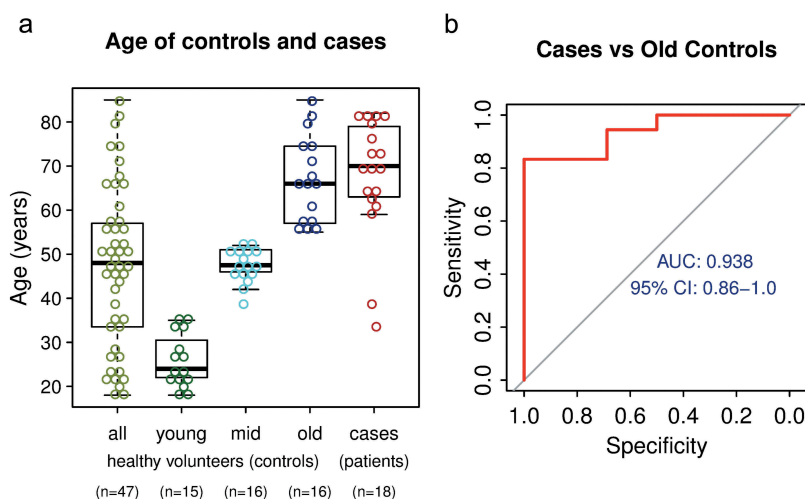 a
Age of controls and cases
Age (years)
80
70
60
50
40
30
20
all young mid old cases
healthy volunteers (controls) (patients)
(n=47) (n=15) (n=16) (n=16) (n=18)
b
Cases vs Old Controls
Sensitivity
1.0
0.8
0.6
0.4
0.2
0.0
AUC: 0.938
95% CI: 0.86–1.0
1.0 0.8 0.6 0.4 0.2 0.0
Specificity